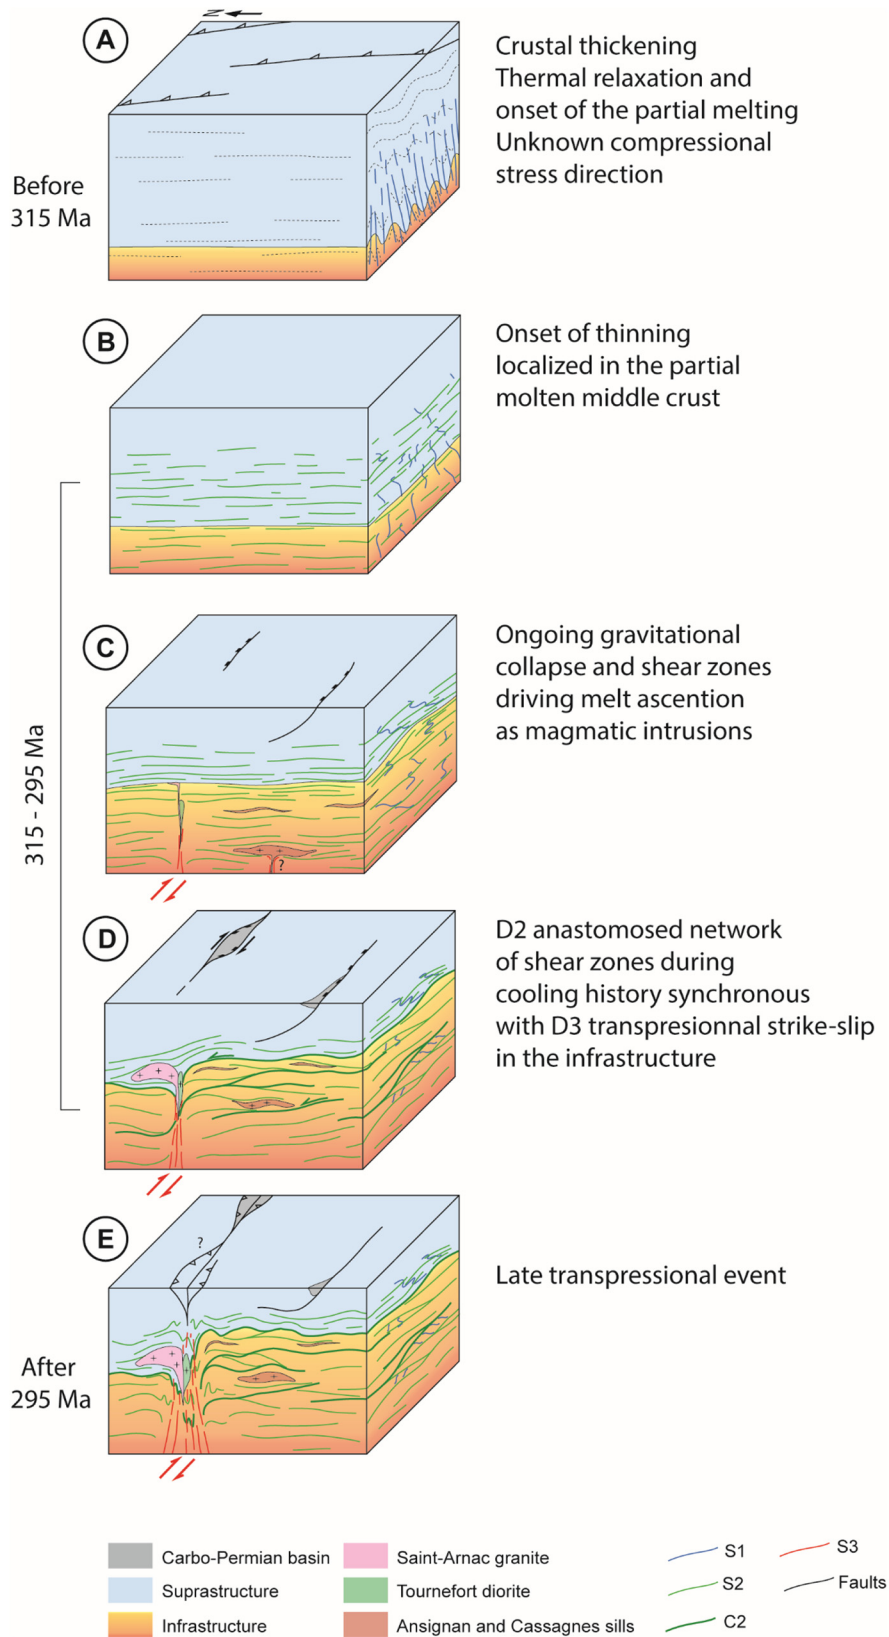 N
A
Crustal thickening
Thermal relaxation and
onset of the partial melting
Unknown compressional
stress direction
Before
315 Ma
B
Onset of thinning
localized in the partial
molten middle crust
315 - 295 Ma
C
Ongoing gravitational
collapse and shear zones
driving melt ascention
as magmatic intrusions
?
D
D2 anastomosed network
of shear zones during
cooling history synchronous
with D3 transpresionnal strike-slip
in the infrastructure
E
?
Late transpressional event
After
295 Ma
Carbo-Permian basin
Suprastructure
Infrastructure
Saint-Arnac granite
Tournefort diorite
Ansignan and Cassagnes sills
S1
S2
C2
S3
Faults